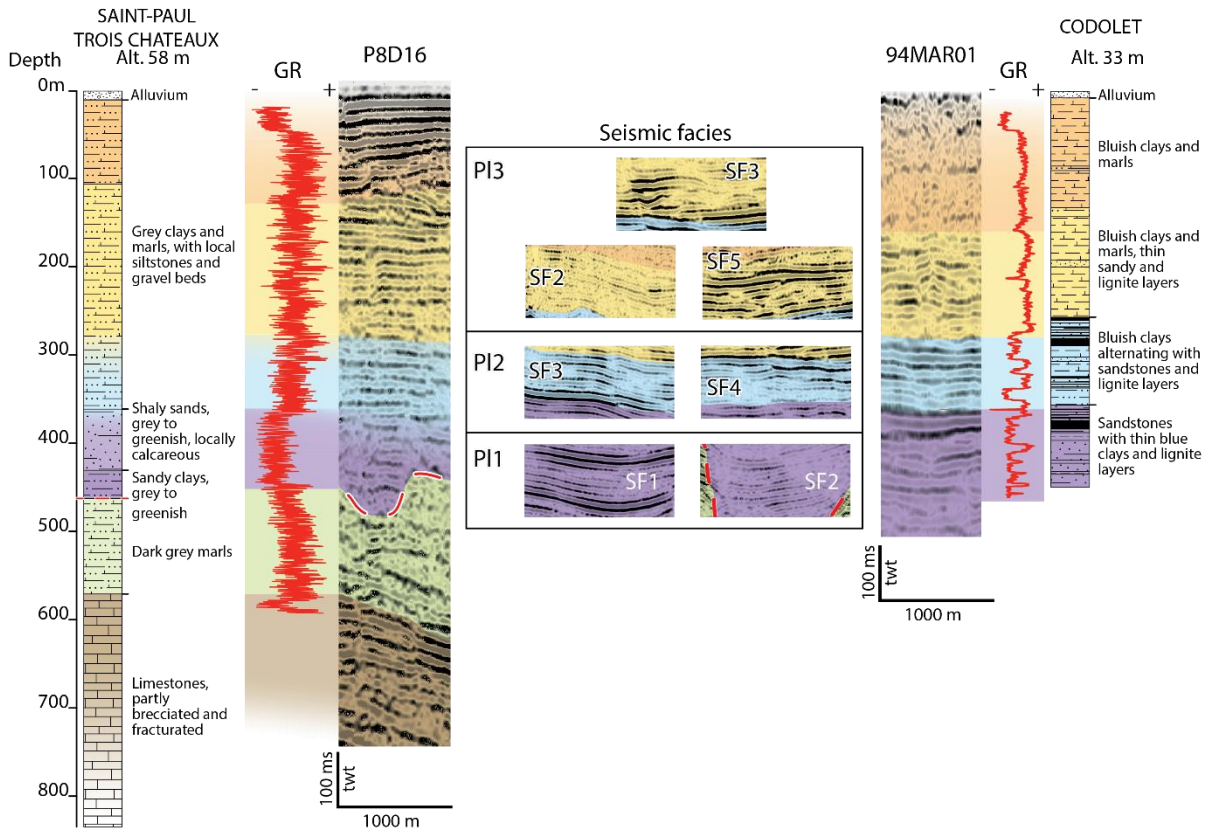 SAINT-PAUL
TROIS CHATEAUX
Alt. 58 m
Depth
GR
- +
P8D16
0m
100
200
300
400
500
600
700
800
Alluvium
Grey clays and
marls, with local
siltstones and
gravel beds
Shaly sands,
grey to
greenish, locally
calcareous
Sandy clays,
grey to
greenish
Dark grey marls
Limestones,
partly
brecciated and
fracturated
100 ms
twt
1000 m
Seismic facies
Pl3
SF3
SF2
SF5
Pl2
SF3
SF4
Pl1
SF1
SF2
94MAR01
100 ms
twt
1000 m
GR
- +
CODOLET
Alt. 33 m
Alluvium
Bluish clays and
marls
Bluish clays and
marls, thin
sandy and
lignite layers
Bluish clays
alternating with
sandstones and
lignite layers
Sandstones
with thin blue
clays and lignite
layers